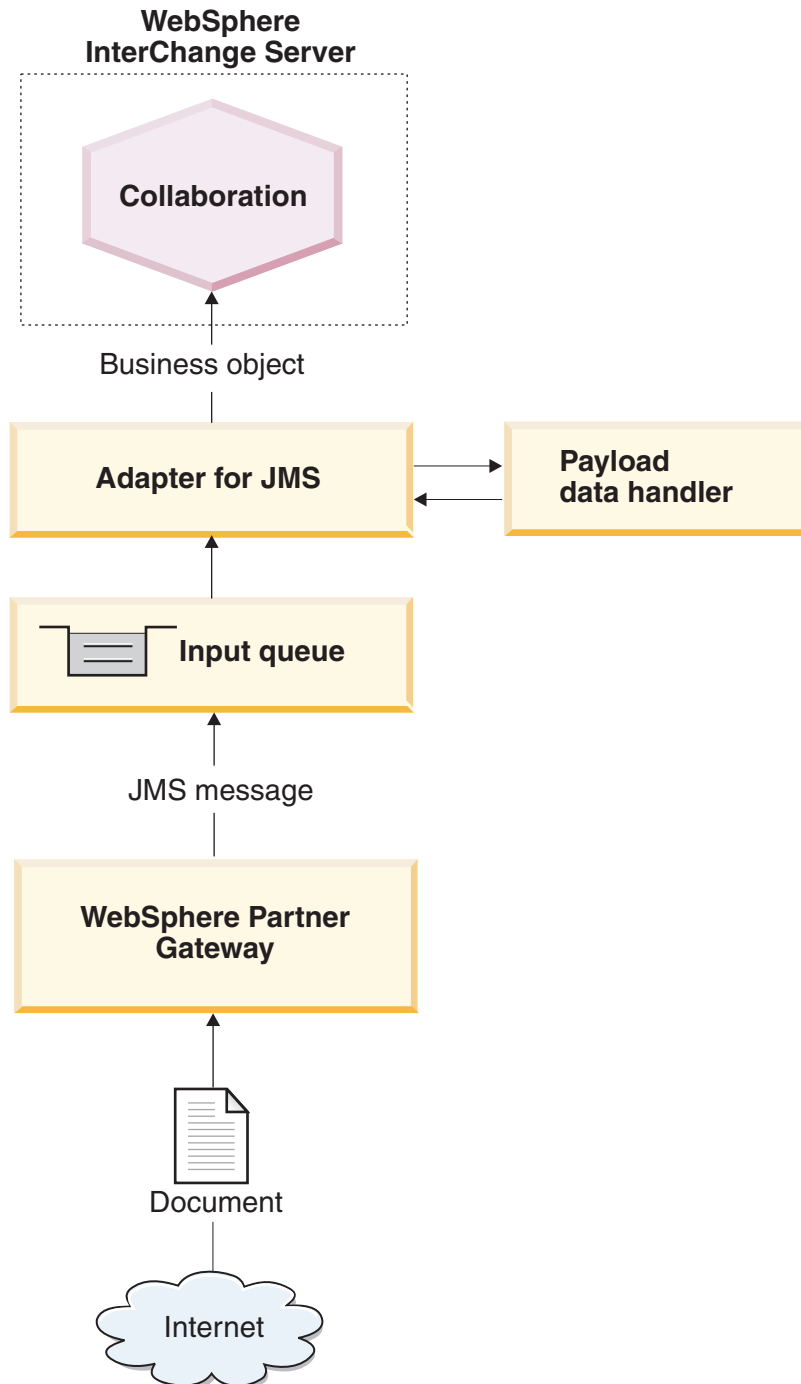 WebSphere
InterChange Server
Collaboration
Business object
Adapter for JMS
Payload
data handler
Input queue
JMS message
WebSphere Partner
Gateway
Document
Internet